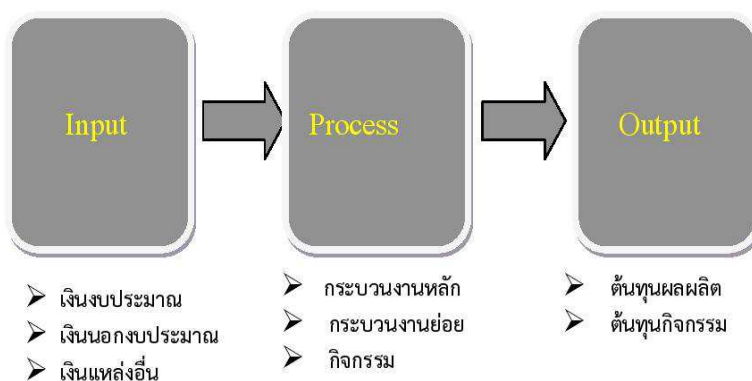 Input
Process
Output
เงินงบประมาณ
เงินนอกงบประมาณ
เงินแหล่งอื่น
กระบวนงานหลัก
กระบวนงานย่อย
กิจกรรม
ต้นทุนผลผลิต
ต้นทุนกิจกรรม